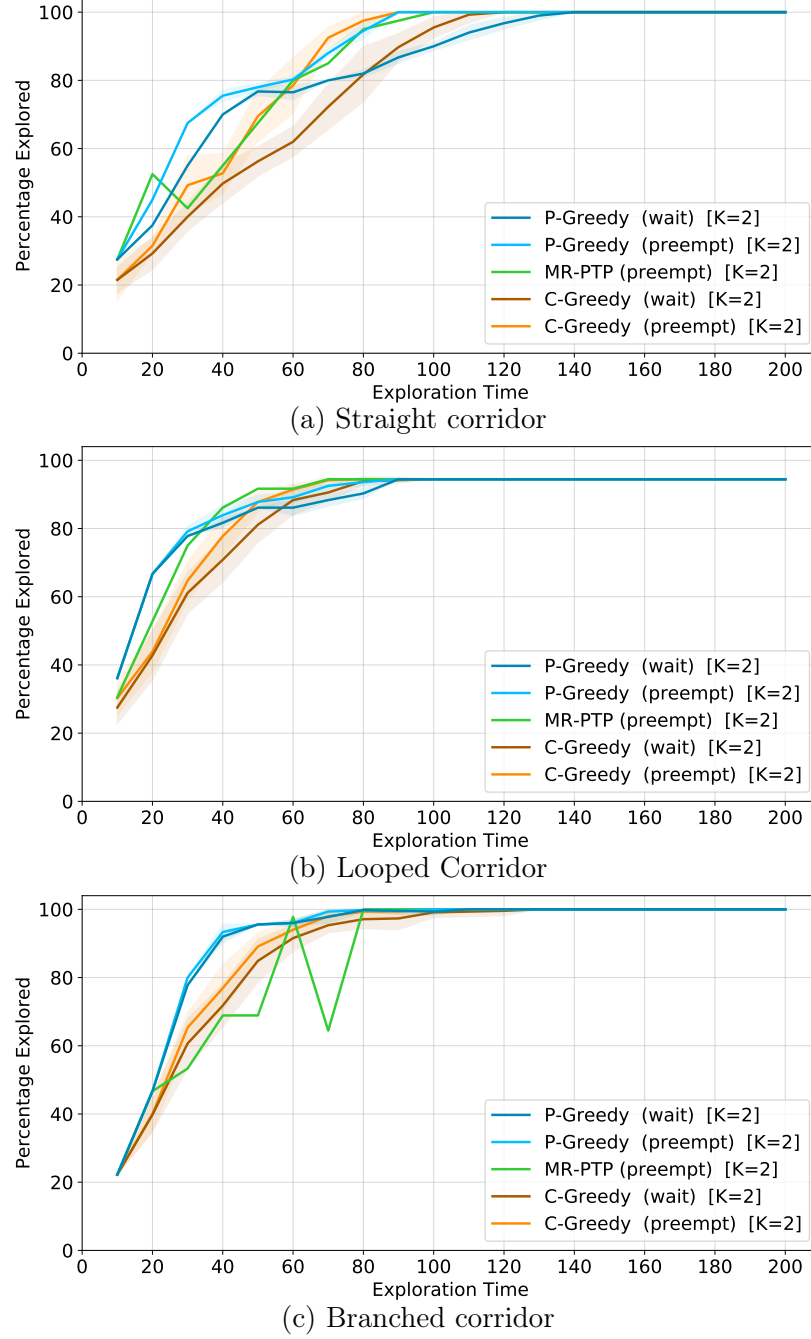 100
80
60
40
20
0
Percentage Explored
P-Greedy (wait) [K=2]
P-Greedy (preempt) [K=2]
MR-PTP (preempt) [K=2]
C-Greedy (wait) [K=2]
C-Greedy (preempt) [K=2]
0 20 40 60 80 100 120 140 160 180 200
Exploration Time
(a) Straight corridor
100
80
60
40
20
0
Percentage Explored
P-Greedy (wait) [K=2]
P-Greedy (preempt) [K=2]
MR-PTP (preempt) [K=2]
C-Greedy (wait) [K=2]
C-Greedy (preempt) [K=2]
0 20 40 60 80 100 120 140 160 180 200
Exploration Time
(b) Looped Corridor
100
80
60
40
20
0
Percentage Explored
P-Greedy (wait) [K=2]
P-Greedy (preempt) [K=2]
MR-PTP (preempt) [K=2]
C-Greedy (wait) [K=2]
C-Greedy (preempt) [K=2]
0 20 40 60 80 100 120 140 160 180 200
Exploration Time
(c) Branched corridor